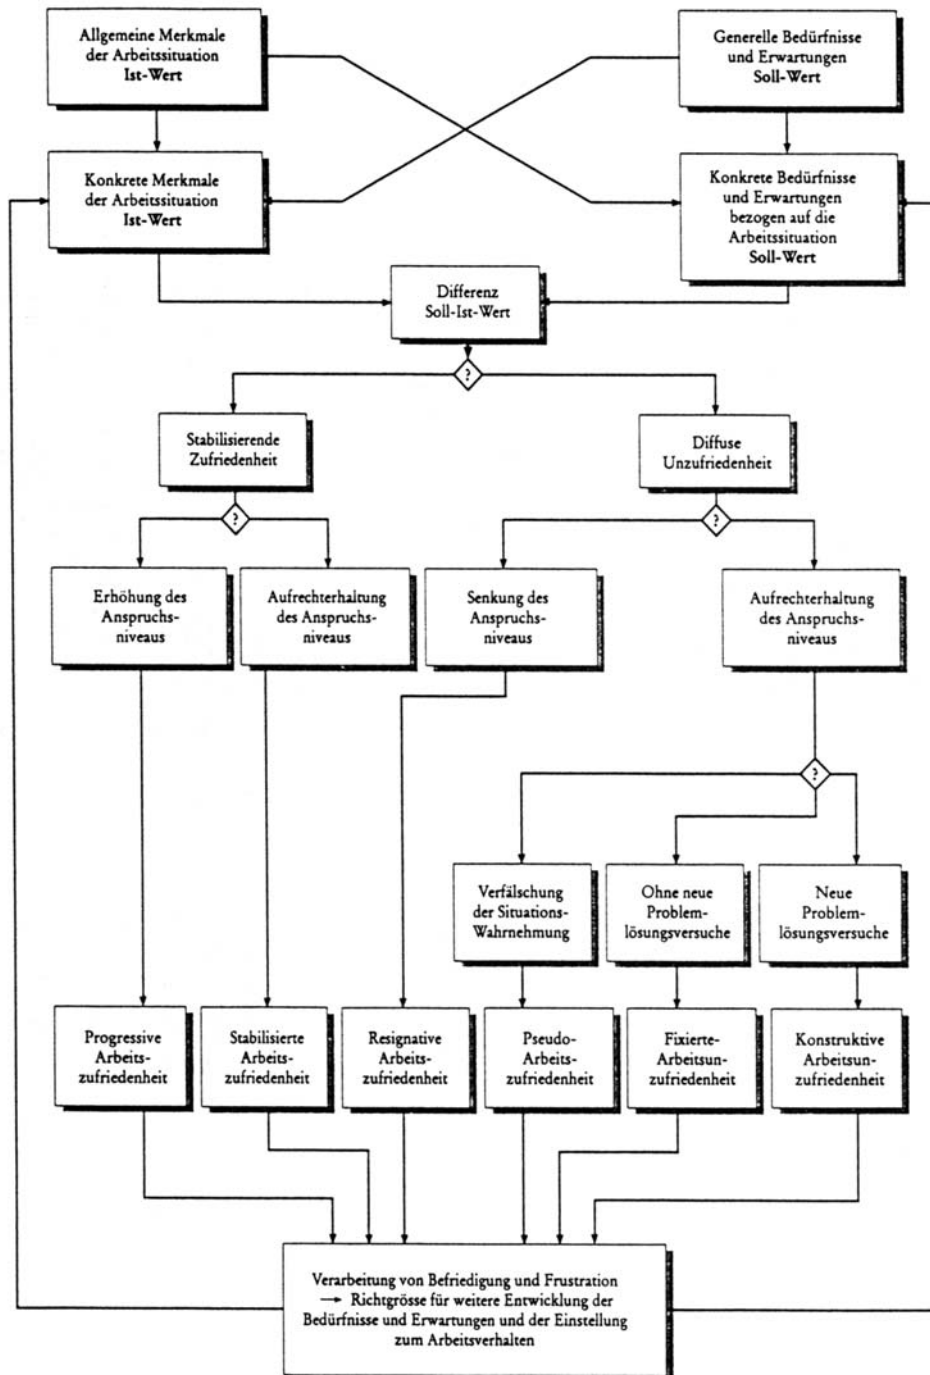 Allgemeine Merkmale
der Arbeitssituation
Ist-Wert
Generelle Bedürfnisse
und Erwartungen
Soll-Wert
Konkrete Merkmale
der Arbeitssituation
Ist-Wert
Konkrete Bedürfnisse
und Erwartungen
bezogen auf die
Arbeitssituation
Soll-Wert
Differenz
Soll-Ist-Wert
?
Stabilisierende
Zufriedenheit
Diffuse
Unzufriedenheit
?
?
Erhöhung des
Anspruchs-
niveaus
Aufrechterhaltung
des Anspruchs-
niveaus
Senkung des
Anspruchs-
niveaus
Aufrechterhaltung
des Anspruchs-
niveaus
?
Verfälschung
der Situations-
Wahrnehmung
Ohne neue
Problem-
lösungsversuche
Neue
Problem-
lösungsversuche
Progressive
Arbeits-
zufriedenheit
Stabilisierte
Arbeits-
zufriedenheit
Resignative
Arbeits-
zufriedenheit
Pseudo-
Arbeits-
zufriedenheit
Fixierte-
Arbeitsun-
zufriedenheit
Konstruktive
Arbeitsun-
zufriedenheit
Verarbeitung von Befriedigung und Frustration
→ Richtgrösse für weitere Entwicklung der
Bedürfnisse und Erwartungen und der Einstellung
zum Arbeitsverhalten